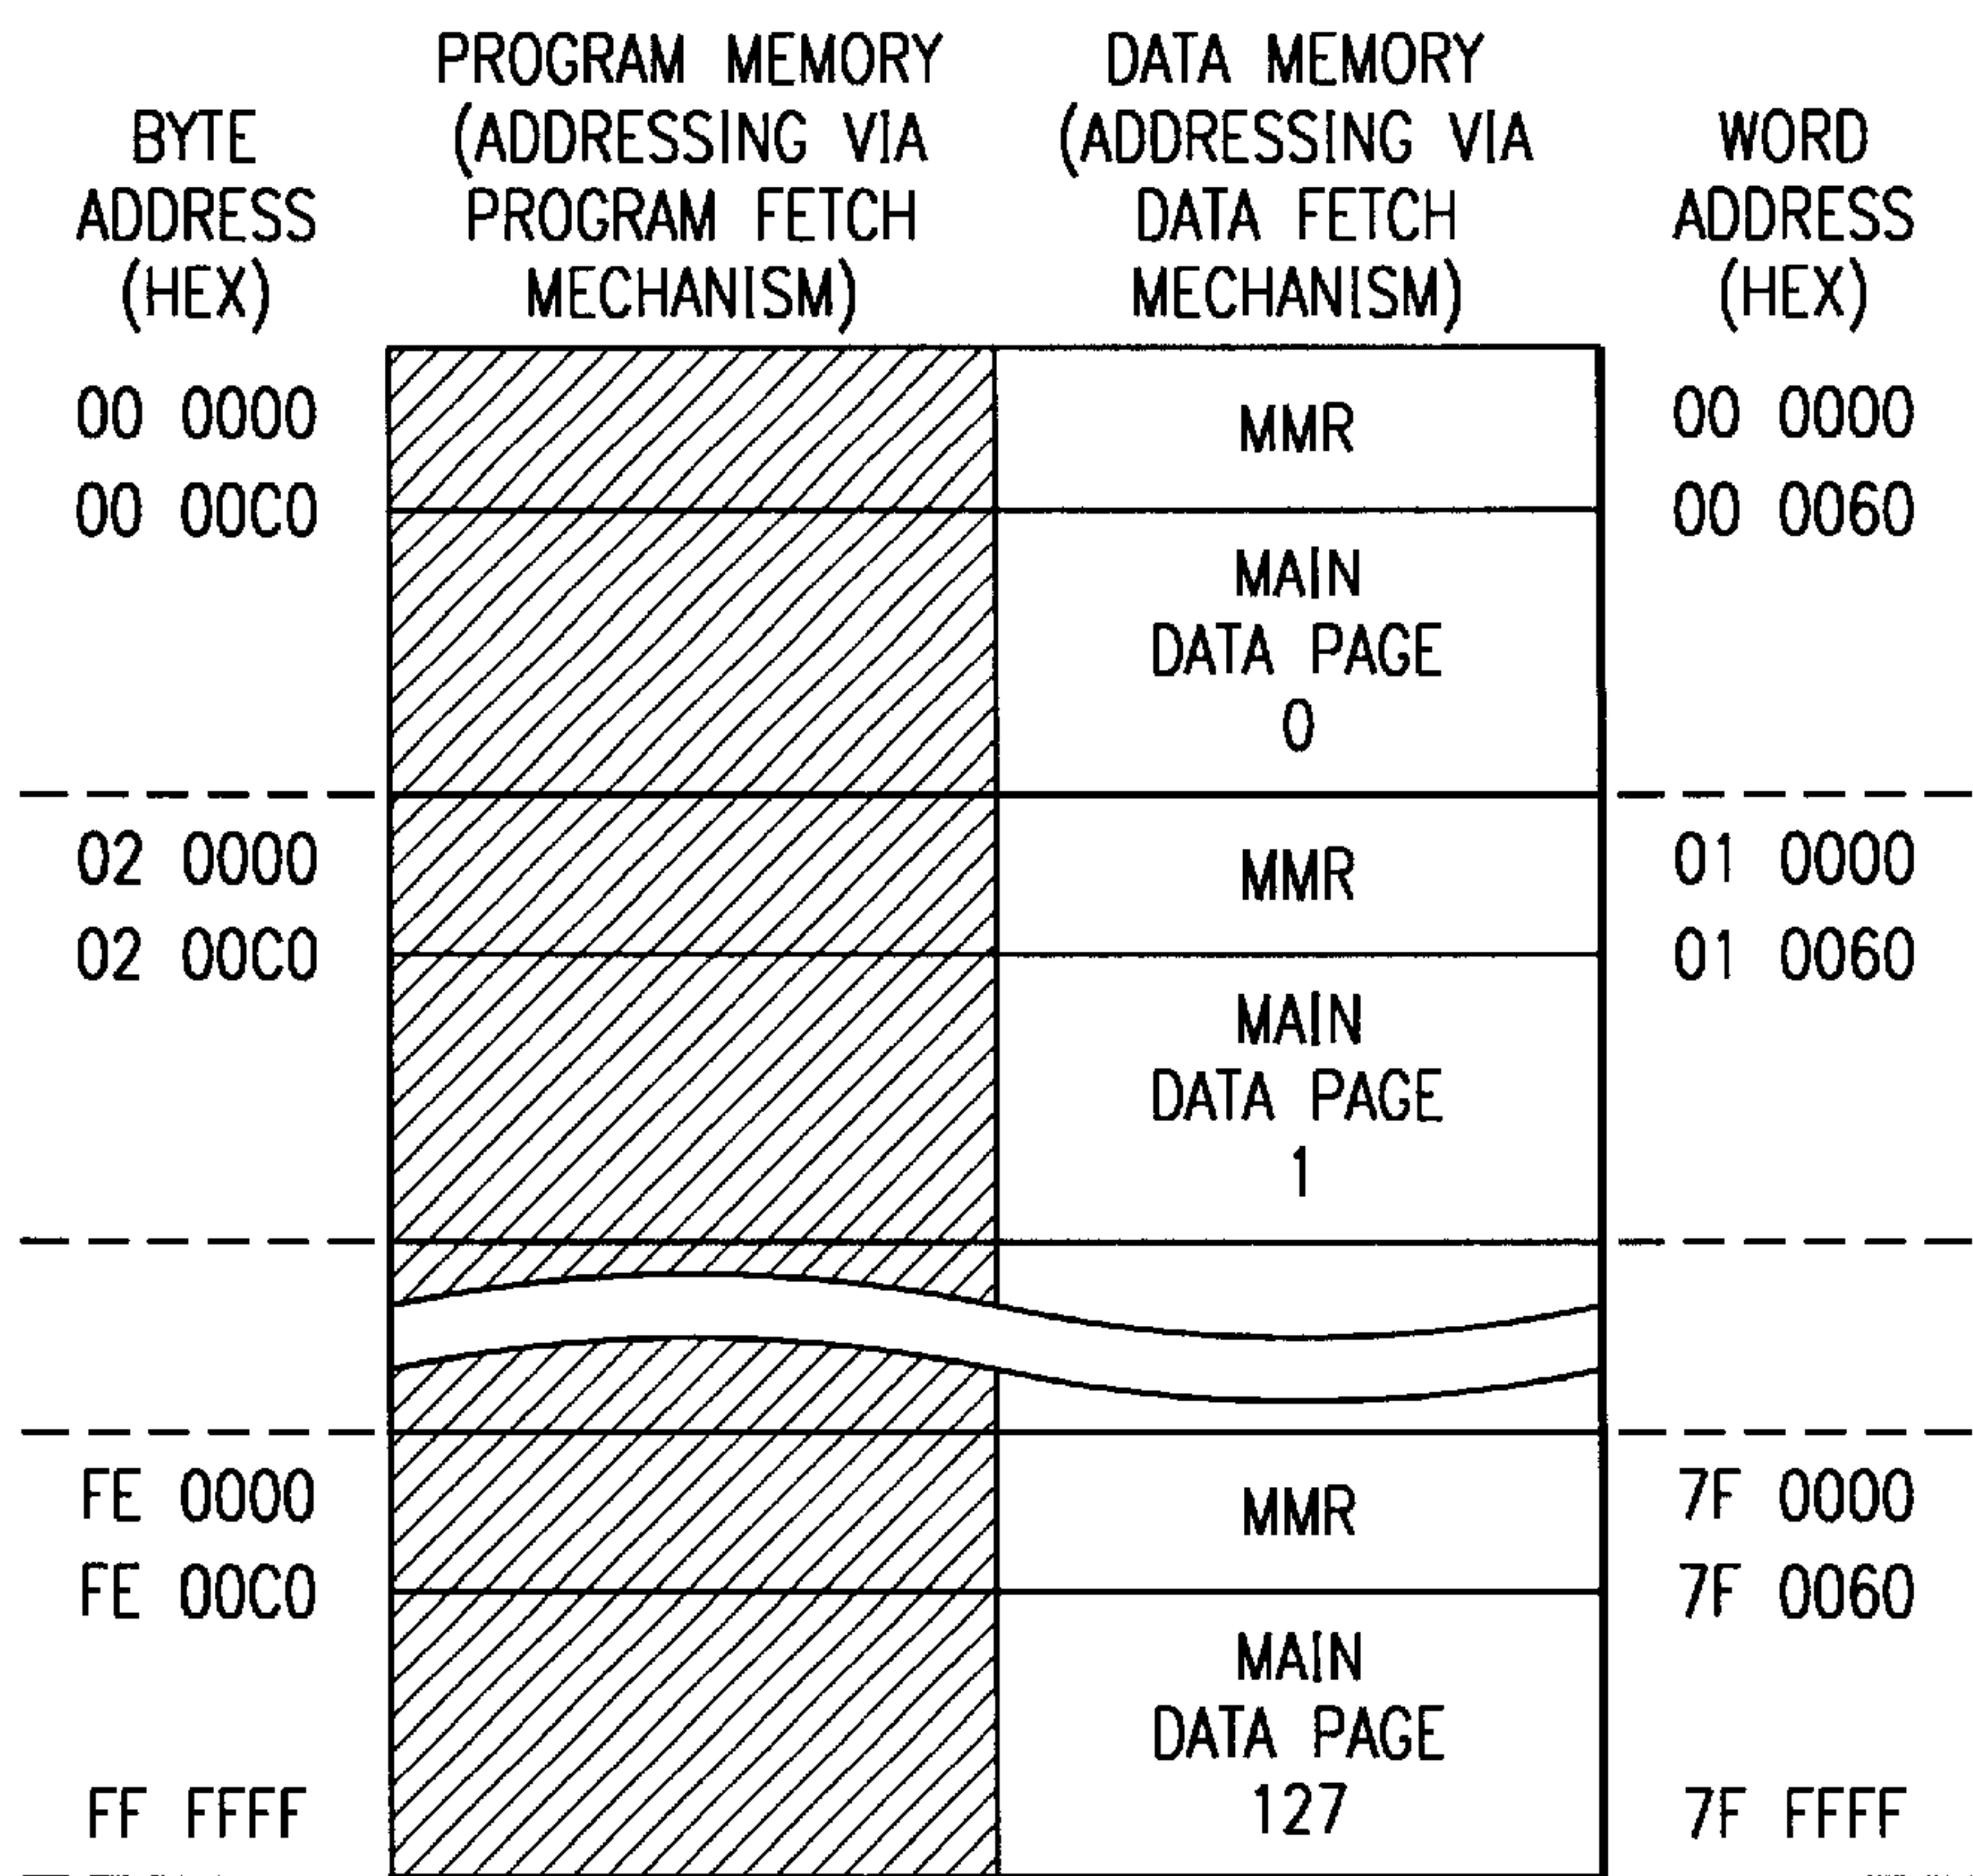 BYTE
ADDRESS
(HEX)
PROGRAM MEMORY
(ADDRESSING VIA
PROGRAM FETCH
MECHANISM)
DATA MEMORY
(ADDRESSING VIA
DATA FETCH
MECHANISM)
WORD
ADDRESS
(HEX)
00 0000
MMR
00 0000
00 00C0
00 0060
MAIN
DATA PAGE
0
02 0000
MMR
01 0000
02 00C0
01 0060
MAIN
DATA PAGE
1
FE 0000
MMR
7F 0000
FE 00C0
7F 0060
MAIN
DATA PAGE
127
FF FFFF
7F FFFF